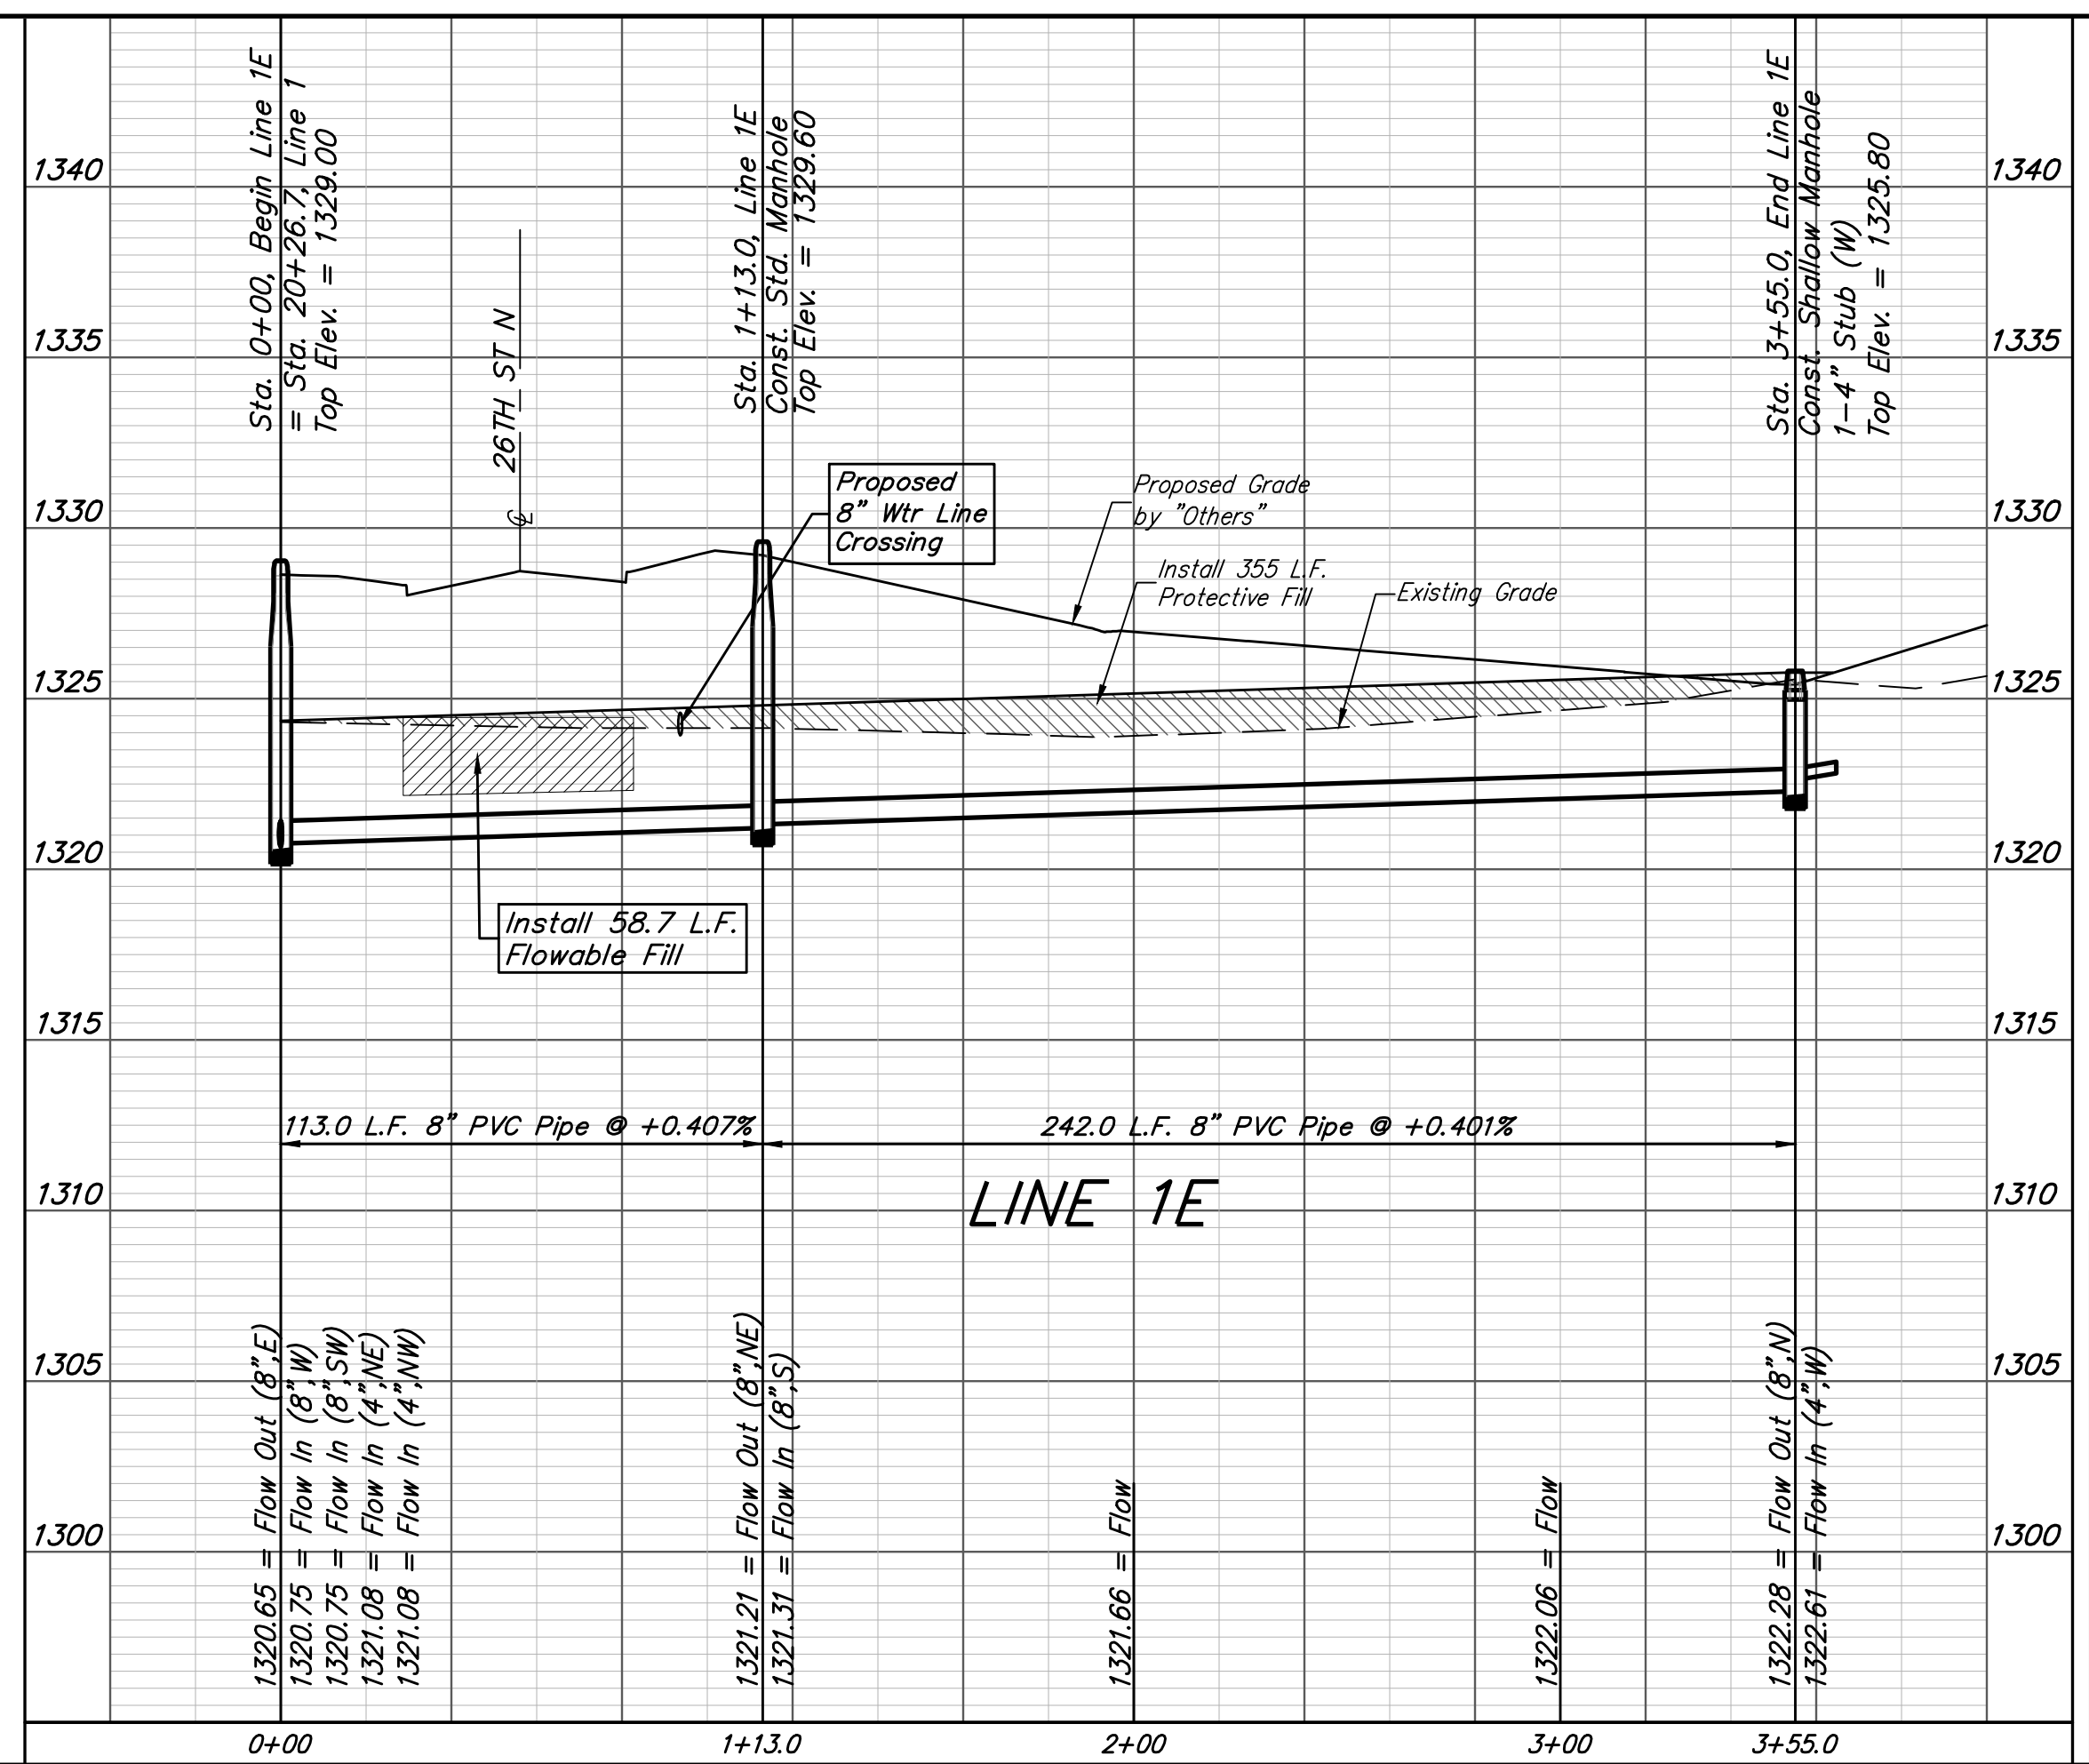 Sta. 0+00, Begin Line 1E
= Sta. 20+26.7, Line 1
Top Elev. = 1329.00
26TH ST N
℄
Sta. 1+13.0, Line 1E
Const. Std. Manhole
Top Elev. = 1329.60
Sta. 3+55.0, End Line 1E
Const. Shallow Manhole
1-4" Stub (W)
Top Elev. = 1325.80
1340
1340
1335
1335
1330
1330
1325
1325
1320
1320
1315
1315
1310
1310
1305
1305
1300
1300
Proposed
8" Wtr Line
Crossing
Proposed Grade
by "Others"
Install 355 L.F.
Protective Fill
Existing Grade
Install 58.7 L.F.
Flowable Fill
113.0 L.F. 8" PVC Pipe @ +0.407%
242.0 L.F. 8" PVC Pipe @ +0.401%
LINE 1E
1320.65 = Flow Out (8",E)
1320.75 = Flow In (8",W)
1320.75 = Flow In (8",SW)
1321.08 = Flow In (4",NE)
1321.08 = Flow In (4",NW)
1321.21 = Flow Out (8",NE)
1321.31 = Flow In (8",S)
1321.66 = Flow
1322.06 = Flow
1322.28 = Flow Out (8",N)
1322.61 = Flow In (4",W)
0+00
1+13.0
2+00
3+00
3+55.0